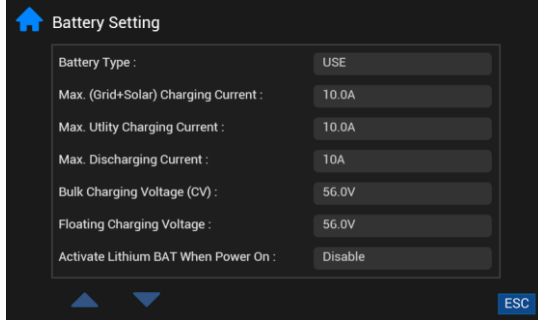 Battery Setting
Battery Type : USE
Max. (Grid+Solar) Charging Current : 10.0A
Max. Utlity Charging Current : 10.0A
Max. Discharging Current : 10A
Bulk Charging Voltage (CV) : 56.0V
Floating Charging Voltage : 56.0V
Activate Lithium BAT When Power On : Disable
ESC